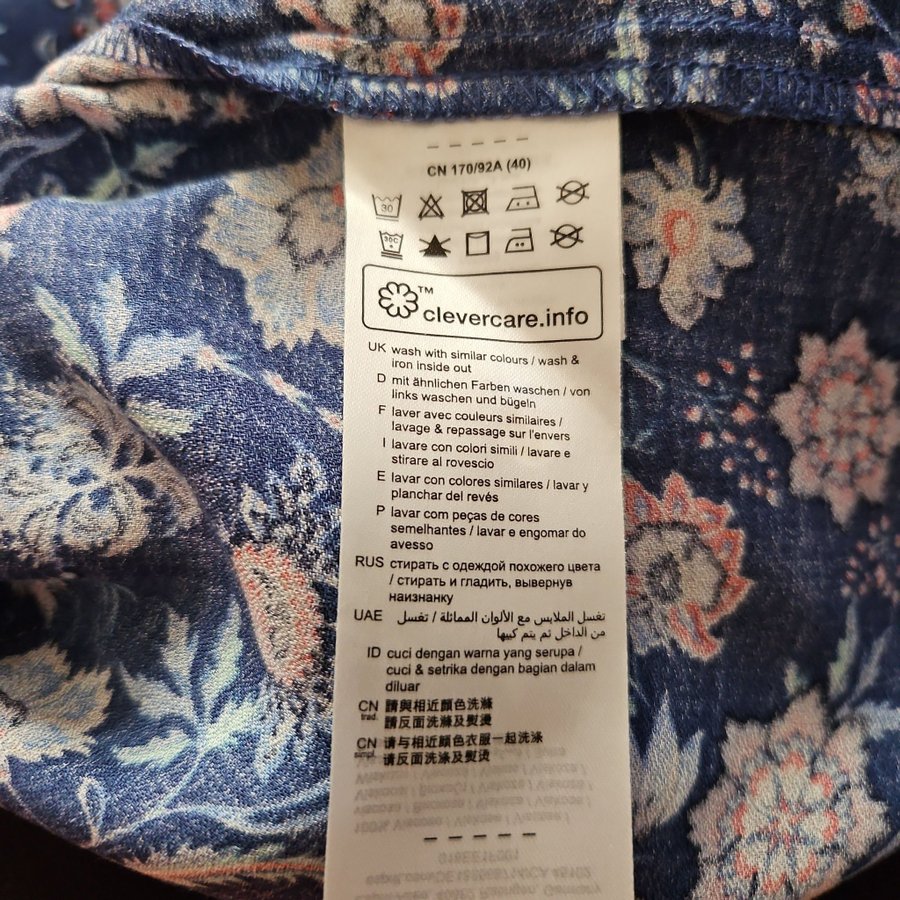 CN 170/92A (40)
30
30C
™
clevercare.info
UK wash with similar colours / wash &
iron inside out
D mit ähnlichen Farben waschen / von
links waschen und bügeln
F laver avec couleurs similaires /
lavage & repassage sur l'envers
I lavare con colori simili / lavare e
stirare al rovescio
E lavar con colores similares / lavar y
planchar del revés
P lavar com peças de cores
semelhantes / lavar e engomar do
avesso
RUS стирать с одеждой похожего цвета
/ стирать и гладить, вывернув
наизнанку
UAE تغسل الملابس مع الألوان المماثلة / تغسل
من الداخل ثم يتم كيها
ID cuci dengan warna yang serupa /
cuci & setrika dengan bagian dalam
diluar
CN trad. 請與相近顏色洗滌
請反面洗滌及熨燙
CN simpl. 请与相近颜色衣服一起洗涤
请反面洗涤及熨烫